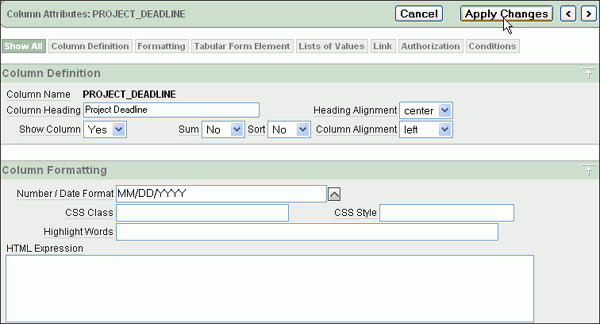 Column Attributes: PROJECT_DEADLINE Cancel Apply Changes < >
Show All Column Definition Formatting Tabular Form Element Lists of Values Link Authorization Conditions
Column Definition
Column Name PROJECT_DEADLINE
Column Heading Project Deadline Heading Alignment center
Show Column Yes Sum No Sort No Column Alignment left
Column Formatting
Number / Date Format MM/DD/YYYY
CSS Class CSS Style
Highlight Words
HTML Expression